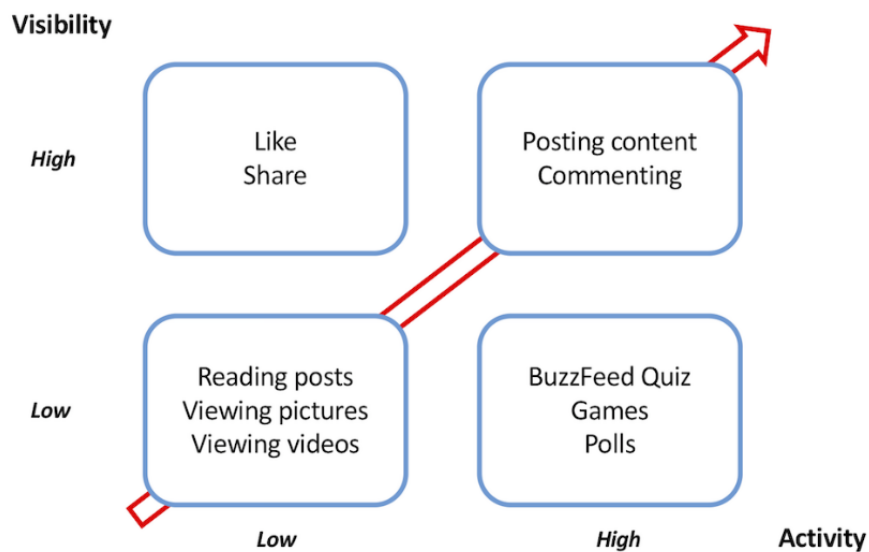 Visibility
High
Like
Share
Posting content
Commenting
Low
Reading posts
Viewing pictures
Viewing videos
BuzzFeed Quiz
Games
Polls
Low
High
Activity